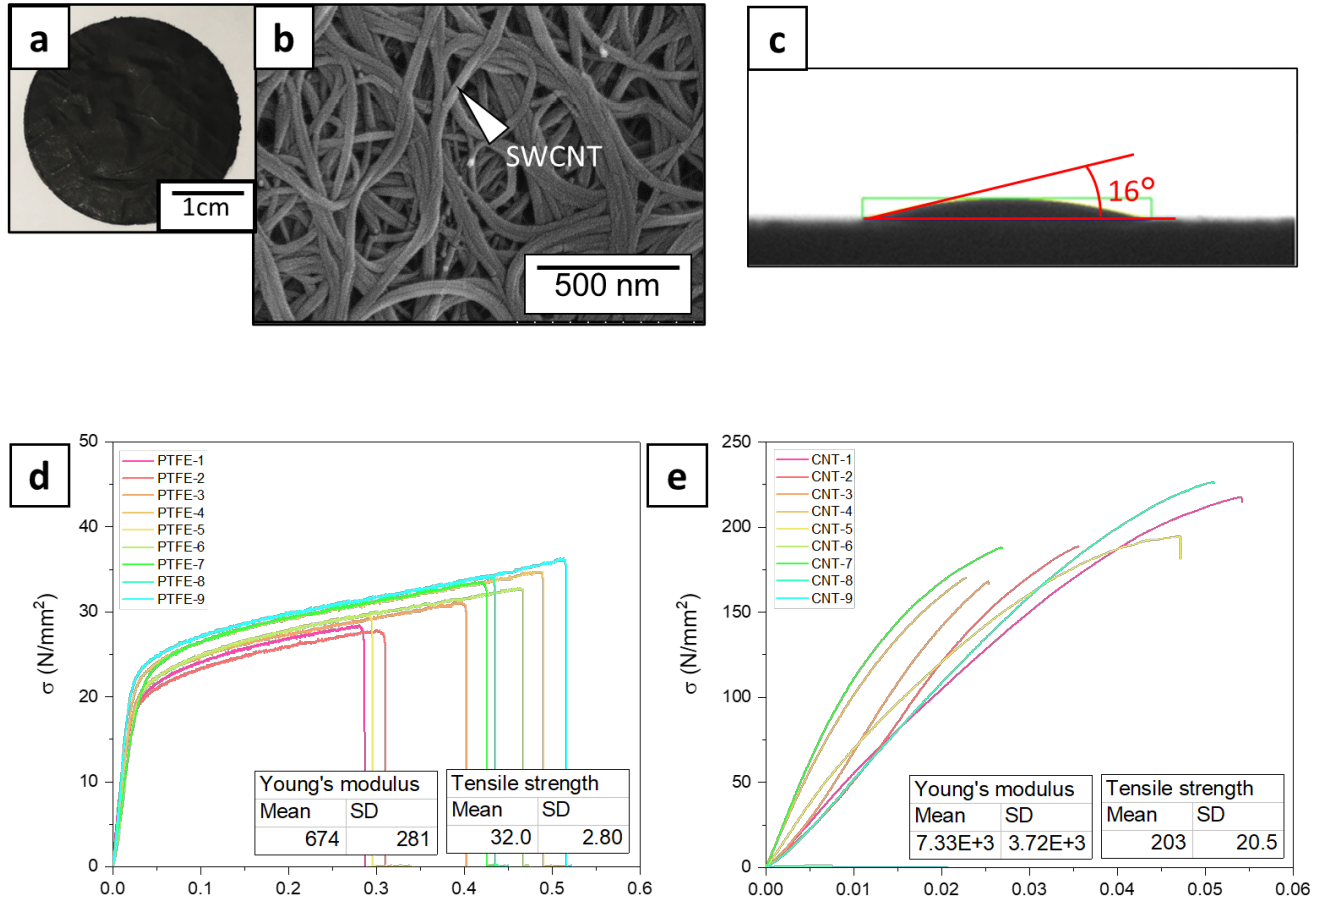 a
1cm
b
SWCNT
500 nm
c
16°
d
50
40
30
20
10
0
σ (N/mm²)
PTFE-1
PTFE-2
PTFE-3
PTFE-4
PTFE-5
PTFE-6
PTFE-7
PTFE-8
PTFE-9
Young's modulus
Mean SD
674 281
Tensile strength
Mean SD
32.0 2.80
0.0 0.1 0.2 0.3 0.4 0.5 0.6
e
250
200
150
100
50
0
σ (N/mm²)
CNT-1
CNT-2
CNT-3
CNT-4
CNT-5
CNT-6
CNT-7
CNT-8
CNT-9
Young's modulus
Mean SD
7.33E+3 3.72E+3
Tensile strength
Mean SD
203 20.5
0.00 0.01 0.02 0.03 0.04 0.05 0.06